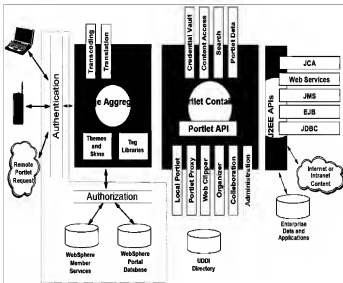 Authentication
Remote
Portlet
Request
Transcoding
Translation
e Aggreg
Themes
and
Skins
Tag
Libraries
Authorization
WebSphere
Member
Services
WebSphere
Portal
Database
Credential Vault
Content Access
Search
Portlet Data
rtlet Contain
Portlet API
Local Portlet
Portlet Proxy
Web Clipper
Organizer
Collaboration
Administration
UDDI
Directory
J2EE APIs
JCA
Web Services
JMS
EJB
JDBC
Internet or
Intranet
Content
Enterprise
Data and
Applications